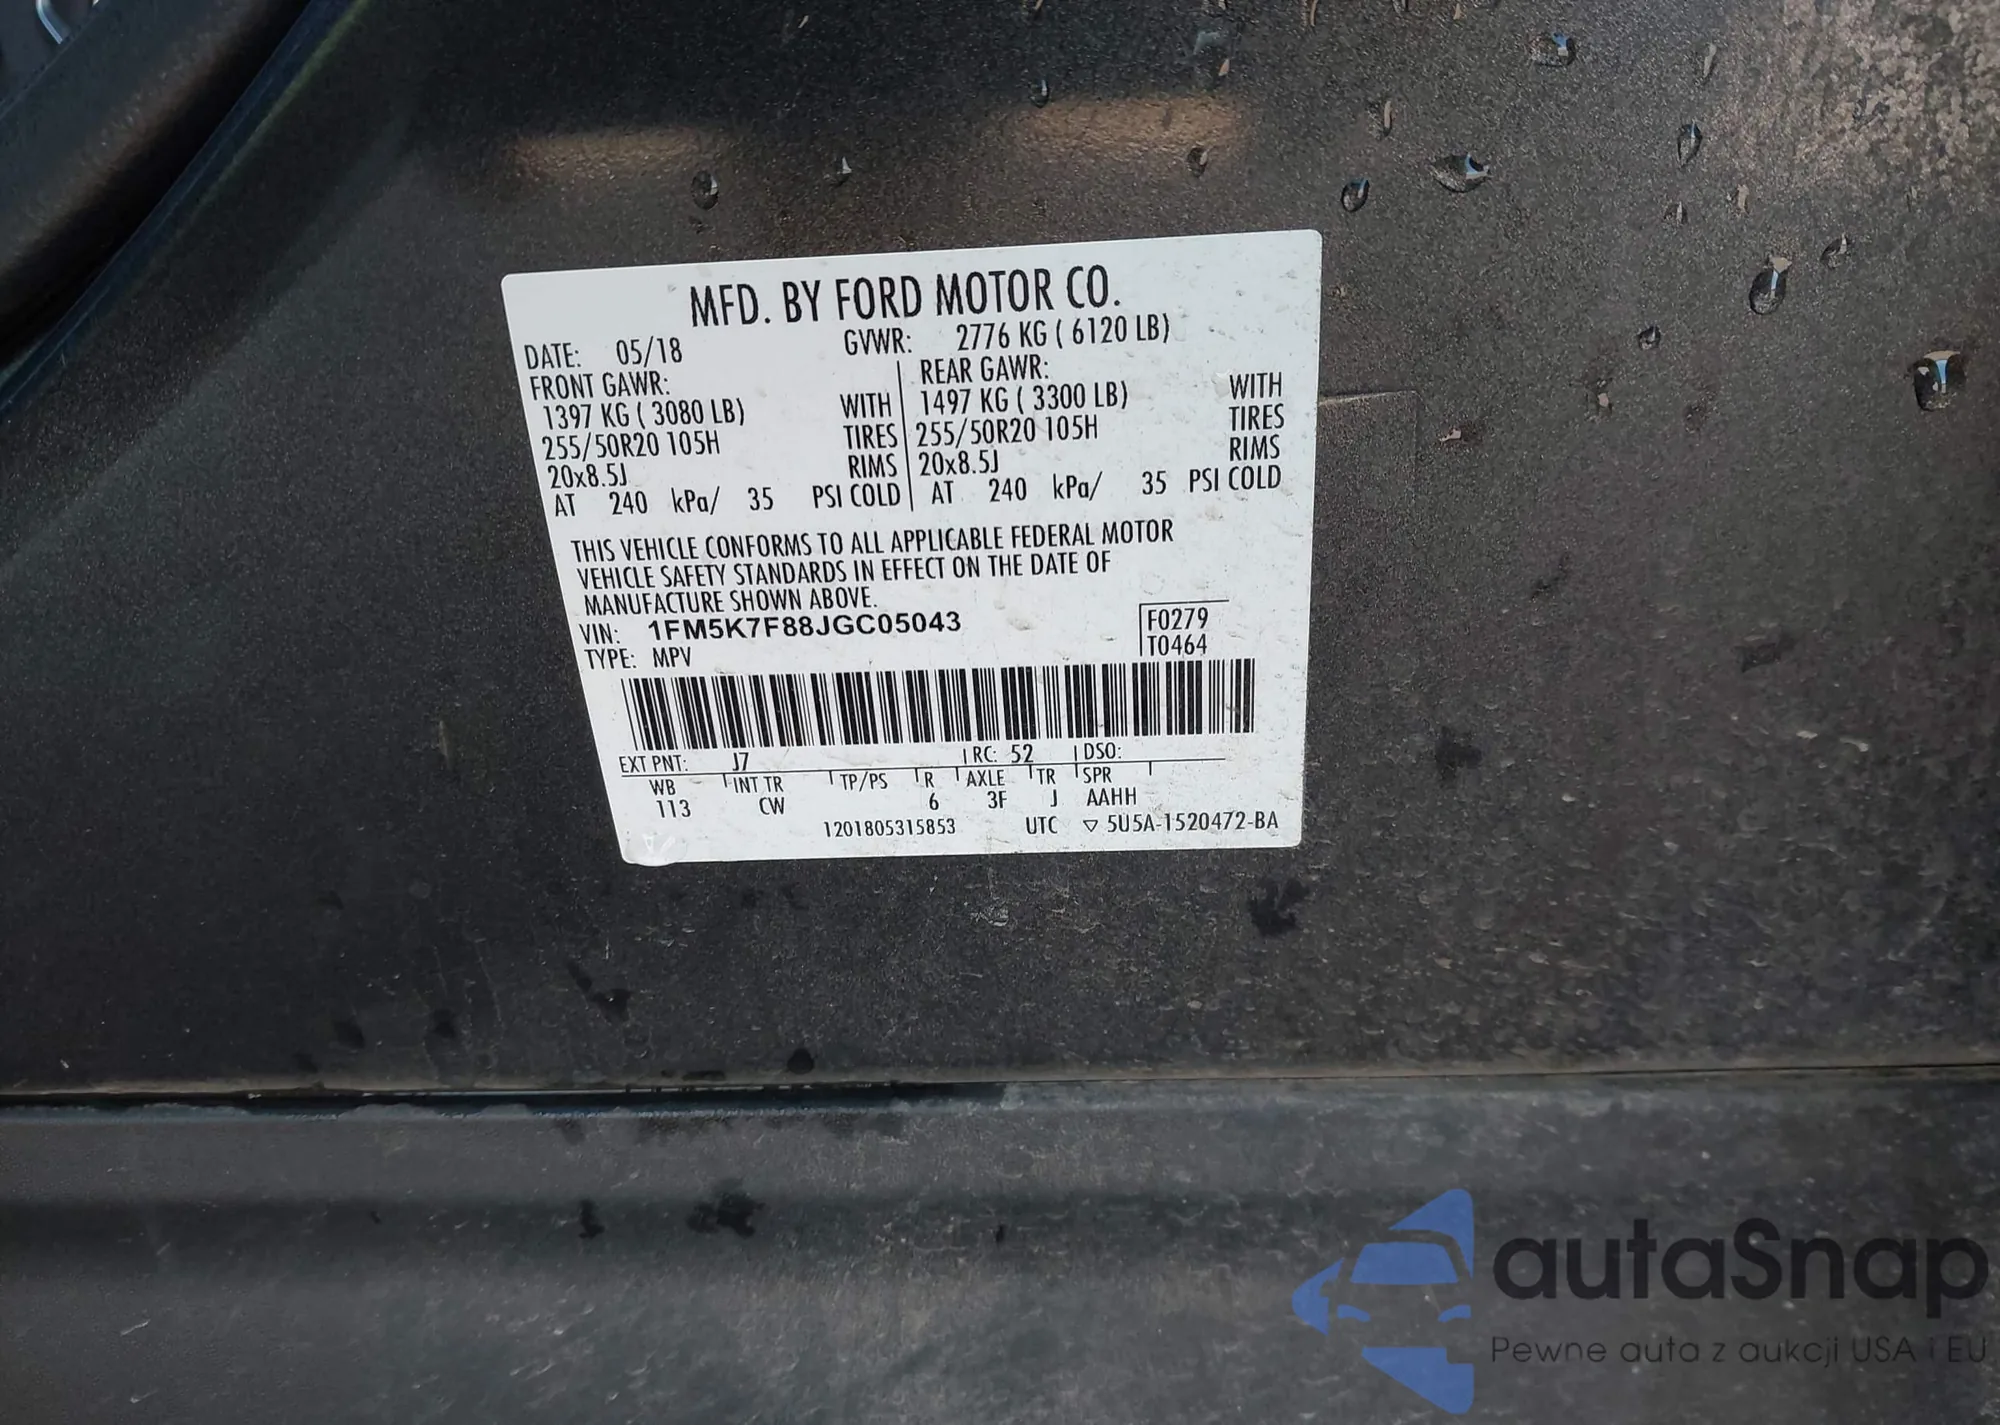 MFD. BY FORD MOTOR CO.
DATE: 05/18 GVWR: 2776 KG ( 6120 LB)
FRONT GAWR: REAR GAWR:
1397 KG ( 3080 LB) WITH 1497 KG ( 3300 LB) WITH
255/50R20 105H TIRES 255/50R20 105H TIRES
20x8.5J RIMS 20x8.5J RIMS
AT 240 kPa/ 35 PSI COLD AT 240 kPa/ 35 PSI COLD
THIS VEHICLE CONFORMS TO ALL APPLICABLE FEDERAL MOTOR
VEHICLE SAFETY STANDARDS IN EFFECT ON THE DATE OF
MANUFACTURE SHOWN ABOVE.
VIN: 1FM5K7F88JGC05043 F0279
TYPE: MPV T0464
EXT PNT: J7 RC: 52 DSO:
WB INT TR TP/PS R AXLE TR SPR
113 CW 6 3F J AAHH
1201805315853 UTC ▽ 5U5A-1520472-BA
autaSnap
Pewne auta z aukcji USA i EU